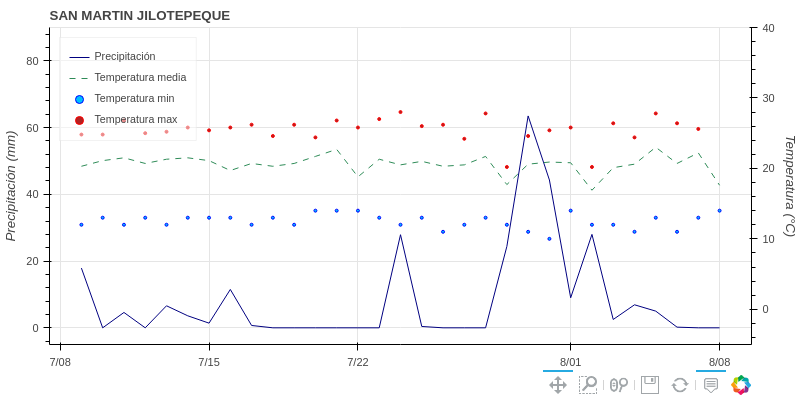 SAN MARTIN JILOTEPEQUE
Precipitación
Temperatura media
Temperatura min
Temperatura max
Precipitación (mm)
80
60
40
20
0
Temperatura (°C)
40
30
20
10
0
7/08 7/15 7/22 8/01 8/08